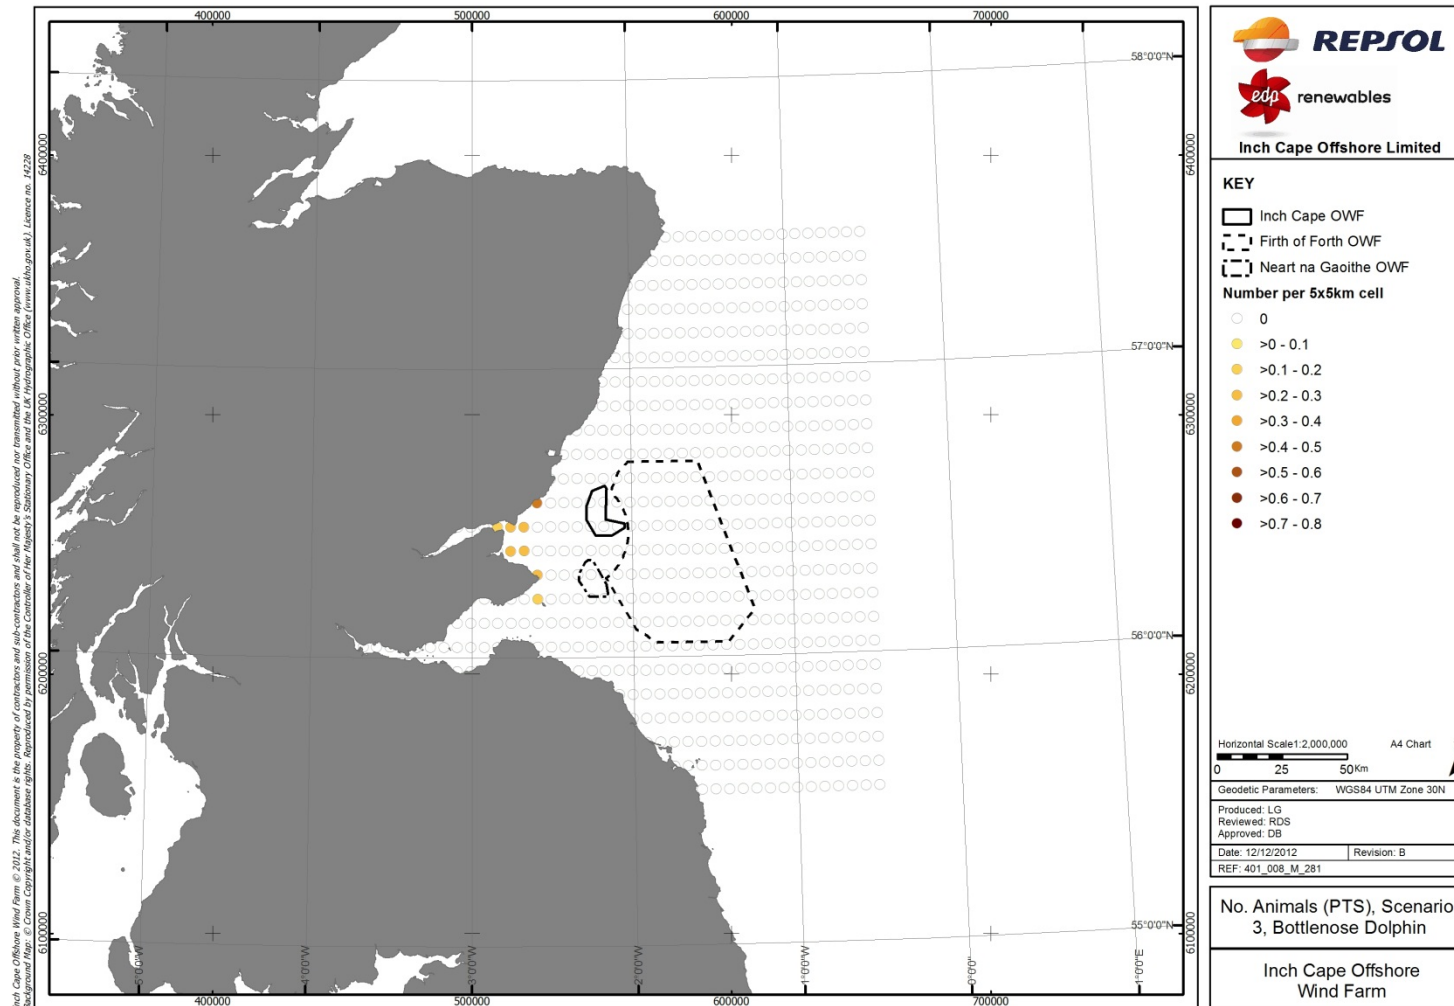 400000
500000
600000
700000
58°0'0"N
57°0'0"N
56°0'0"N
55°0'0"N
6400000
6300000
6200000
6100000
6400000
6300000
6200000
6100000
5°0'0"W
4°0'0"W
3°0'0"W
2°0'0"W
1°0'0"W
0°0'0"
1°0'0"E
400000
500000
600000
700000
Inch Cape Offshore Wind Farm © 2012. This document is the property of contractors and sub-contractors and shall not be reproduced nor transmitted without prior written approval.
Background Map: © Crown Copyright and/or database rights. Reproduced by permission of the Controller of Her Majesty's Stationary Office and the UK Hydrographic Office (www.ukho.gov.uk). Licence no. 14228
REPSOL
edp renewables
Inch Cape Offshore Limited
KEY
Inch Cape OWF
Firth of Forth OWF
Neart na Gaoithe OWF
Number per 5x5km cell
0
>0 - 0.1
>0.1 - 0.2
>0.2 - 0.3
>0.3 - 0.4
>0.4 - 0.5
>0.5 - 0.6
>0.6 - 0.7
>0.7 - 0.8
Horizontal Scale1:2,000,000 A4 Chart
0 25 50Km
Geodetic Parameters: WGS84 UTM Zone 30N
Produced: LG
Reviewed: RDS
Approved: DB
Date: 12/12/2012 Revision: B
REF: 401_008_M_281
No. Animals (PTS), Scenario
3, Bottlenose Dolphin
Inch Cape Offshore
Wind Farm